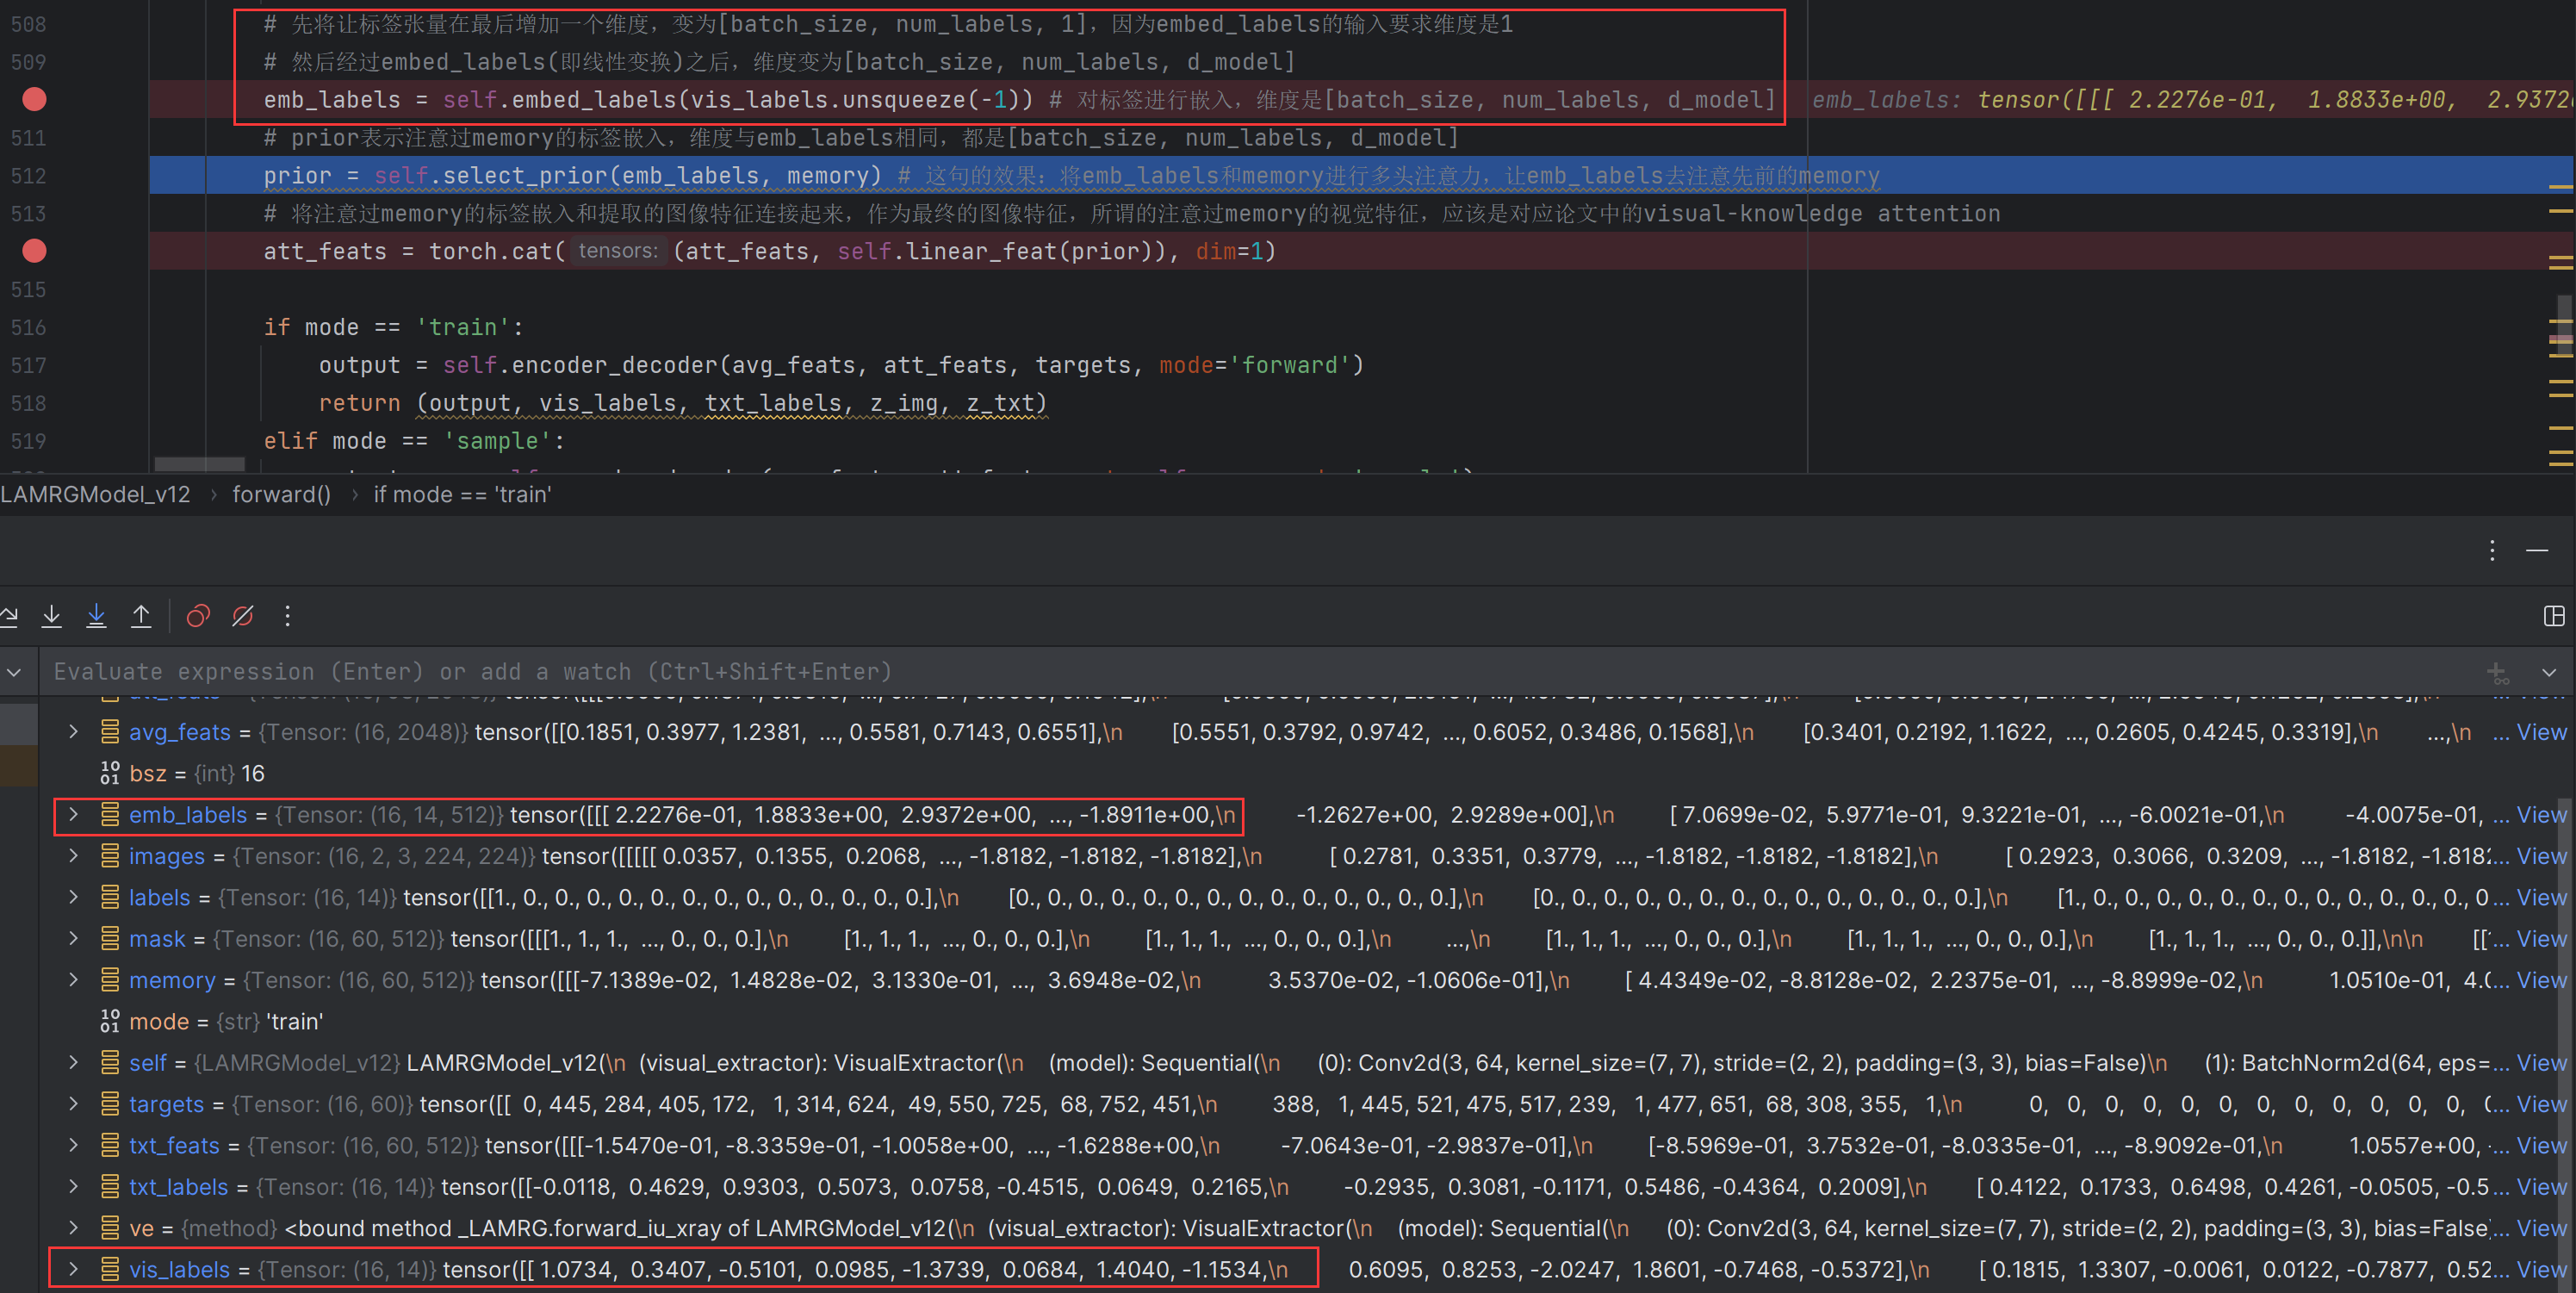 508 # 先将让标签张量在最后增加一个维度，变为[batch_size, num_labels, 1]，因为embed_labels的输入要求维度是1
509 # 然后经过embed_labels(即线性变换)之后，维度变为[batch_size, num_labels, d_model]
emb_labels = self.embed_labels(vis_labels.unsqueeze(-1)) # 对标签进行嵌入，维度是[batch_size, num_labels, d_model] emb_labels: tensor([[[ 2.2276e-01, 1.8833e+00, 2.9372
511 # prior表示注意过memory的标签嵌入，维度与emb_labels相同，都是[batch_size, num_labels, d_model]
512 prior = self.select_prior(emb_labels, memory) # 这句的效果：将emb_labels和memory进行多头注意力，让emb_labels去注意先前的memory
513 # 将注意过memory的标签嵌入和提取的图像特征连接起来，作为最终的图像特征，所谓的注意过memory的视觉特征，应该是对应论文中的visual-knowledge attention
att_feats = torch.cat( tensors: (att_feats, self.linear_feat(prior)), dim=1)
515
516 if mode == 'train':
517 output = self.encoder_decoder(avg_feats, att_feats, targets, mode='forward')
518 return (output, vis_labels, txt_labels, z_img, z_txt)
519 elif mode == 'sample':
LAMRGModel_v12 › forward() › if mode == 'train'
Evaluate expression (Enter) or add a watch (Ctrl+Shift+Enter)
avg_feats = {Tensor: (16, 2048)} tensor([[0.1851, 0.3977, 1.2381, ..., 0.5581, 0.7143, 0.6551],\n [0.5551, 0.3792, 0.9742, ..., 0.6052, 0.3486, 0.1568],\n [0.3401, 0.2192, 1.1622, ..., 0.2605, 0.4245, 0.3319],\n ...,\n ... View
bsz = {int} 16
emb_labels = {Tensor: (16, 14, 512)} tensor([[[ 2.2276e-01, 1.8833e+00, 2.9372e+00, ..., -1.8911e+00,\n -1.2627e+00, 2.9289e+00],\n [ 7.0699e-02, 5.9771e-01, 9.3221e-01, ..., -6.0021e-01,\n -4.0075e-01, ... View
images = {Tensor: (16, 2, 3, 224, 224)} tensor([[[[[ 0.0357, 0.1355, 0.2068, ..., -1.8182, -1.8182, -1.8182],\n [ 0.2781, 0.3351, 0.3779, ..., -1.8182, -1.8182, -1.8182],\n [ 0.2923, 0.3066, 0.3209, ..., -1.8182, -1.8182... View
labels = {Tensor: (16, 14)} tensor([[1., 0., 0., 0., 0., 0., 0., 0., 0., 0., 0., 0., 0., 0.],\n [0., 0., 0., 0., 0., 0., 0., 0., 0., 0., 0., 0., 0., 0.],\n [0., 0., 0., 0., 0., 0., 0., 0., 0., 0., 0., 0., 0., 0.],\n [1., 0., 0., 0., 0., 0., 0., 0., 0., 0., 0., 0., 0., 0... View
mask = {Tensor: (16, 60, 512)} tensor([[[1., 1., 1., ..., 0., 0., 0.],\n [1., 1., 1., ..., 0., 0., 0.],\n [1., 1., 1., ..., 0., 0., 0.],\n ...,\n [1., 1., 1., ..., 0., 0., 0.],\n [1., 1., 1., ..., 0., 0., 0.],\n [1., 1., 1., ..., 0., 0., 0.]],\n\n [[... View
memory = {Tensor: (16, 60, 512)} tensor([[[-7.1389e-02, 1.4828e-02, 3.1330e-01, ..., 3.6948e-02,\n 3.5370e-02, -1.0606e-01],\n [ 4.4349e-02, -8.8128e-02, 2.2375e-01, ..., -8.8999e-02,\n 1.0510e-01, 4.0... View
mode = {str} 'train'
self = {LAMRGModel_v12} LAMRGModel_v12(\n (visual_extractor): VisualExtractor(\n (model): Sequential(\n (0): Conv2d(3, 64, kernel_size=(7, 7), stride=(2, 2), padding=(3, 3), bias=False)\n (1): BatchNorm2d(64, eps=... View
targets = {Tensor: (16, 60)} tensor([[ 0, 445, 284, 405, 172, 1, 314, 624, 49, 550, 725, 68, 752, 451,\n 388, 1, 445, 521, 475, 517, 239, 1, 477, 651, 68, 308, 355, 1,\n 0, 0, 0, 0, 0, 0, 0, 0, 0, 0, 0, 0, (... View
txt_feats = {Tensor: (16, 60, 512)} tensor([[[-1.5470e-01, -8.3359e-01, -1.0058e+00, ..., -1.6288e+00,\n -7.0643e-01, -2.9837e-01],\n [-8.5969e-01, 3.7532e-01, -8.0335e-01, ..., -8.9092e-01,\n 1.0557e+00, -... View
txt_labels = {Tensor: (16, 14)} tensor([[-0.0118, 0.4629, 0.9303, 0.5073, 0.0758, -0.4515, 0.0649, 0.2165,\n -0.2935, 0.3081, -0.1171, 0.5486, -0.4364, 0.2009],\n [ 0.4122, 0.1733, 0.6498, 0.4261, -0.0505, -0.5... View
ve = {method} <bound method _LAMRG.forward_iu_xray of LAMRGModel_v12(\n (visual_extractor): VisualExtractor(\n (model): Sequential(\n (0): Conv2d(3, 64, kernel_size=(7, 7), stride=(2, 2), padding=(3, 3), bias=False... View
vis_labels = {Tensor: (16, 14)} tensor([[ 1.0734, 0.3407, -0.5101, 0.0985, -1.3739, 0.0684, 1.4040, -1.1534,\n 0.6095, 0.8253, -2.0247, 1.8601, -0.7468, -0.5372],\n [ 0.1815, 1.3307, -0.0061, 0.0122, -0.7877, 0.52... View